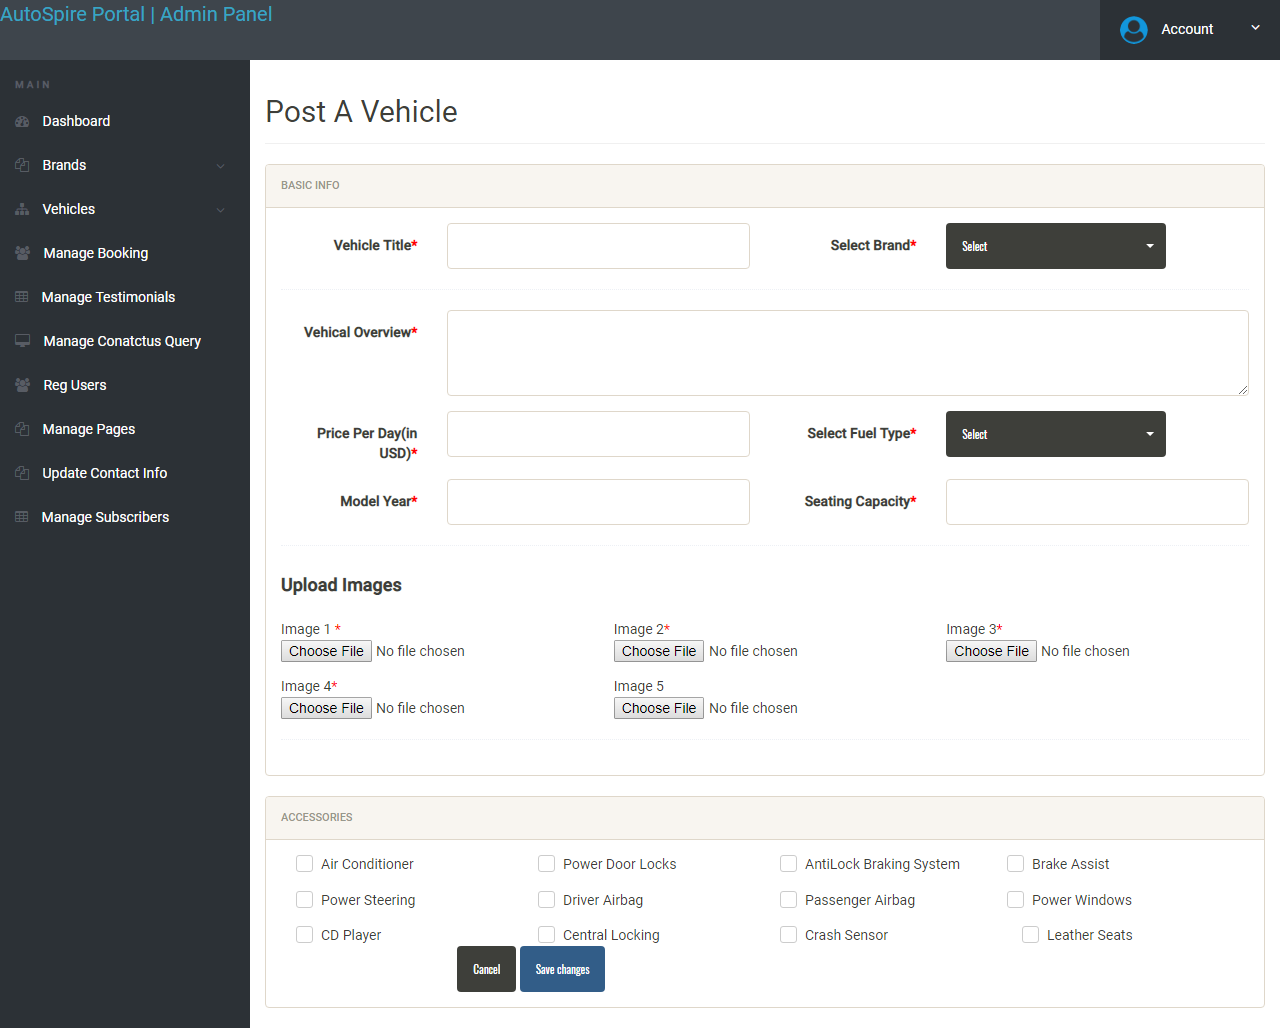 AutoSpire Portal | Admin Panel
Account
MAIN
Dashboard
Brands
Vehicles
Manage Booking
Manage Testimonials
Manage Conatctus Query
Reg Users
Manage Pages
Update Contact Info
Manage Subscribers
Post A Vehicle
BASIC INFO
Vehicle Title*
Select Brand*
Select
Vehical Overview*
Price Per Day(in
USD)*
Select Fuel Type*
Select
Model Year*
Seating Capacity*
Upload Images
Image 1 *
Choose File No file chosen
Image 2*
Choose File No file chosen
Image 3*
Choose File No file chosen
Image 4*
Choose File No file chosen
Image 5
Choose File No file chosen
ACCESSORIES
Air Conditioner
Power Door Locks
AntiLock Braking System
Brake Assist
Power Steering
Driver Airbag
Passenger Airbag
Power Windows
CD Player
Central Locking
Crash Sensor
Leather Seats
Cancel
Save changes